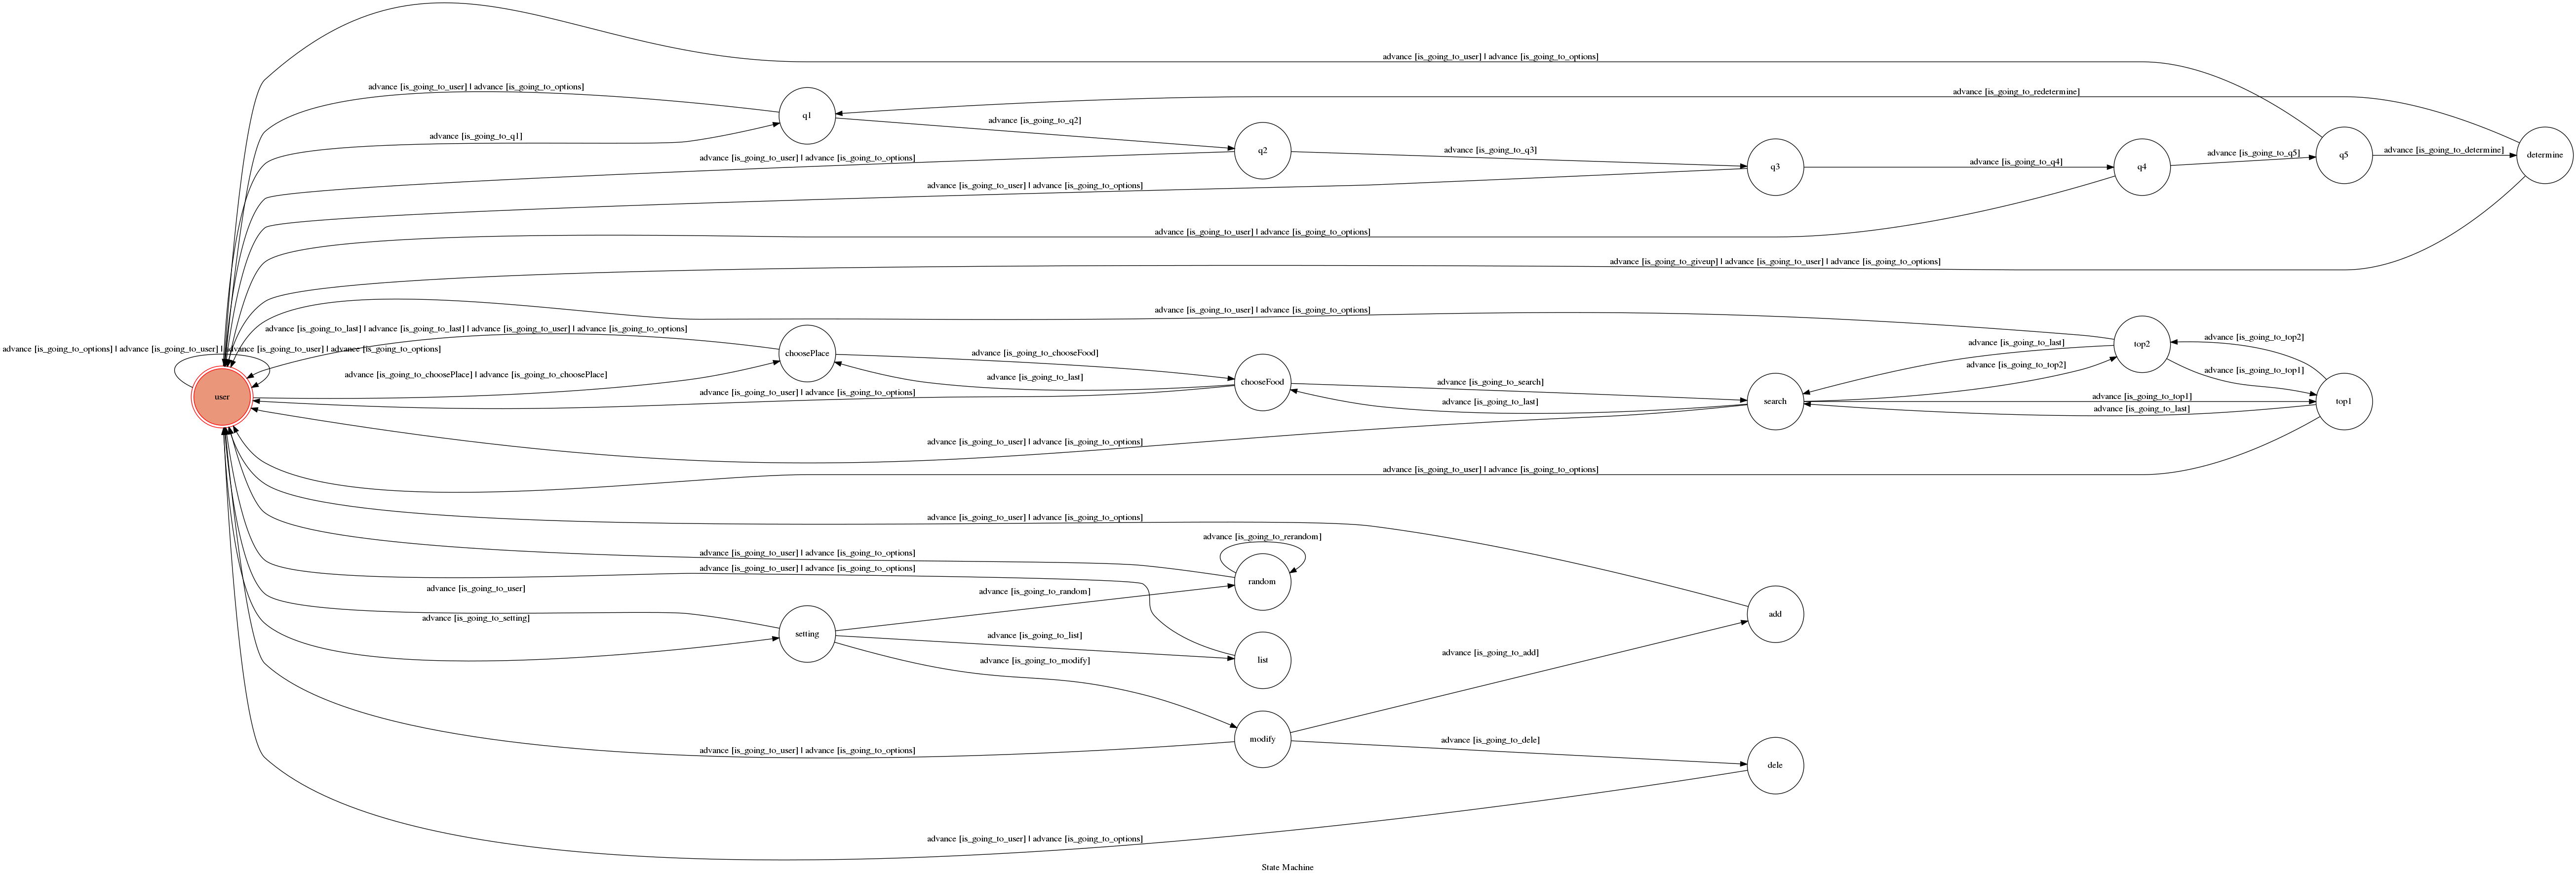 advance [is_going_to_user] | advance [is_going_to_options]
advance [is_going_to_user] | advance [is_going_to_options]
advance [is_going_to_redetermine]
q1
advance [is_going_to_q2]
advance [is_going_to_q1]
q2
advance [is_going_to_q3]
advance [is_going_to_user] | advance [is_going_to_options]
q3
advance [is_going_to_q4]
q4
advance [is_going_to_q5]
q5
advance [is_going_to_determine]
determine
advance [is_going_to_user] | advance [is_going_to_options]
advance [is_going_to_user] | advance [is_going_to_options]
advance [is_going_to_giveup] | advance [is_going_to_user] | advance [is_going_to_options]
advance [is_going_to_user] | advance [is_going_to_options]
advance [is_going_to_last] | advance [is_going_to_last] | advance [is_going_to_user] | advance [is_going_to_options]
advance [is_going_to_options] | advance [is_going_to_user] | advance [is_going_to_user] | advance [is_going_to_options]
choosePlace
advance [is_going_to_chooseFood]
advance [is_going_to_last]
top2
advance [is_going_to_top2]
advance [is_going_to_choosePlace] | advance [is_going_to_choosePlace]
advance [is_going_to_last]
chooseFood
advance [is_going_to_search]
advance [is_going_to_top2]
advance [is_going_to_top1]
user
advance [is_going_to_user] | advance [is_going_to_options]
advance [is_going_to_last]
search
advance [is_going_to_top1]
advance [is_going_to_last]
top1
advance [is_going_to_user] | advance [is_going_to_options]
advance [is_going_to_user] | advance [is_going_to_options]
advance [is_going_to_user] | advance [is_going_to_options]
advance [is_going_to_rerandom]
advance [is_going_to_user] | advance [is_going_to_options]
advance [is_going_to_user] | advance [is_going_to_options]
random
advance [is_going_to_user]
advance [is_going_to_random]
advance [is_going_to_setting]
add
setting
advance [is_going_to_list]
list
advance [is_going_to_modify]
advance [is_going_to_add]
modify
advance [is_going_to_dele]
advance [is_going_to_user] | advance [is_going_to_options]
dele
advance [is_going_to_user] | advance [is_going_to_options]
State Machine